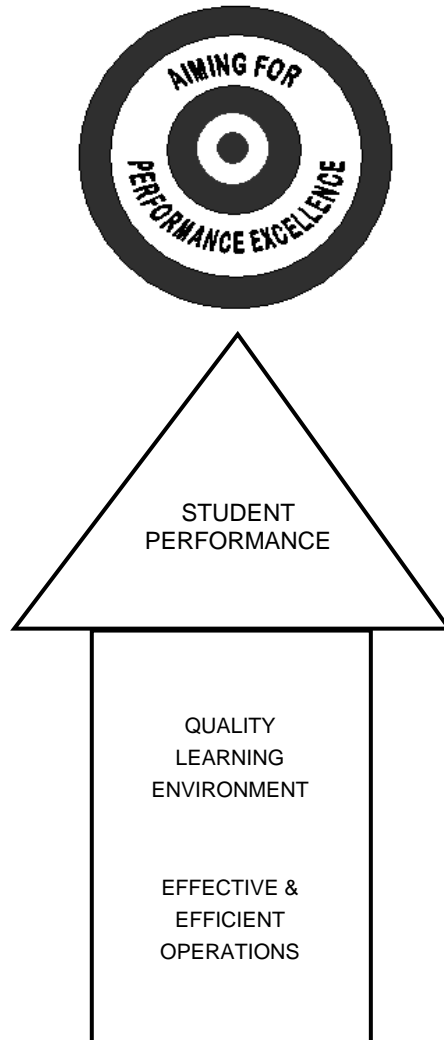 AIMING FOR
PERFORMANCE EXCELLENCE
STUDENT
PERFORMANCE
QUALITY
LEARNING
ENVIRONMENT
EFFECTIVE &
EFFICIENT
OPERATIONS